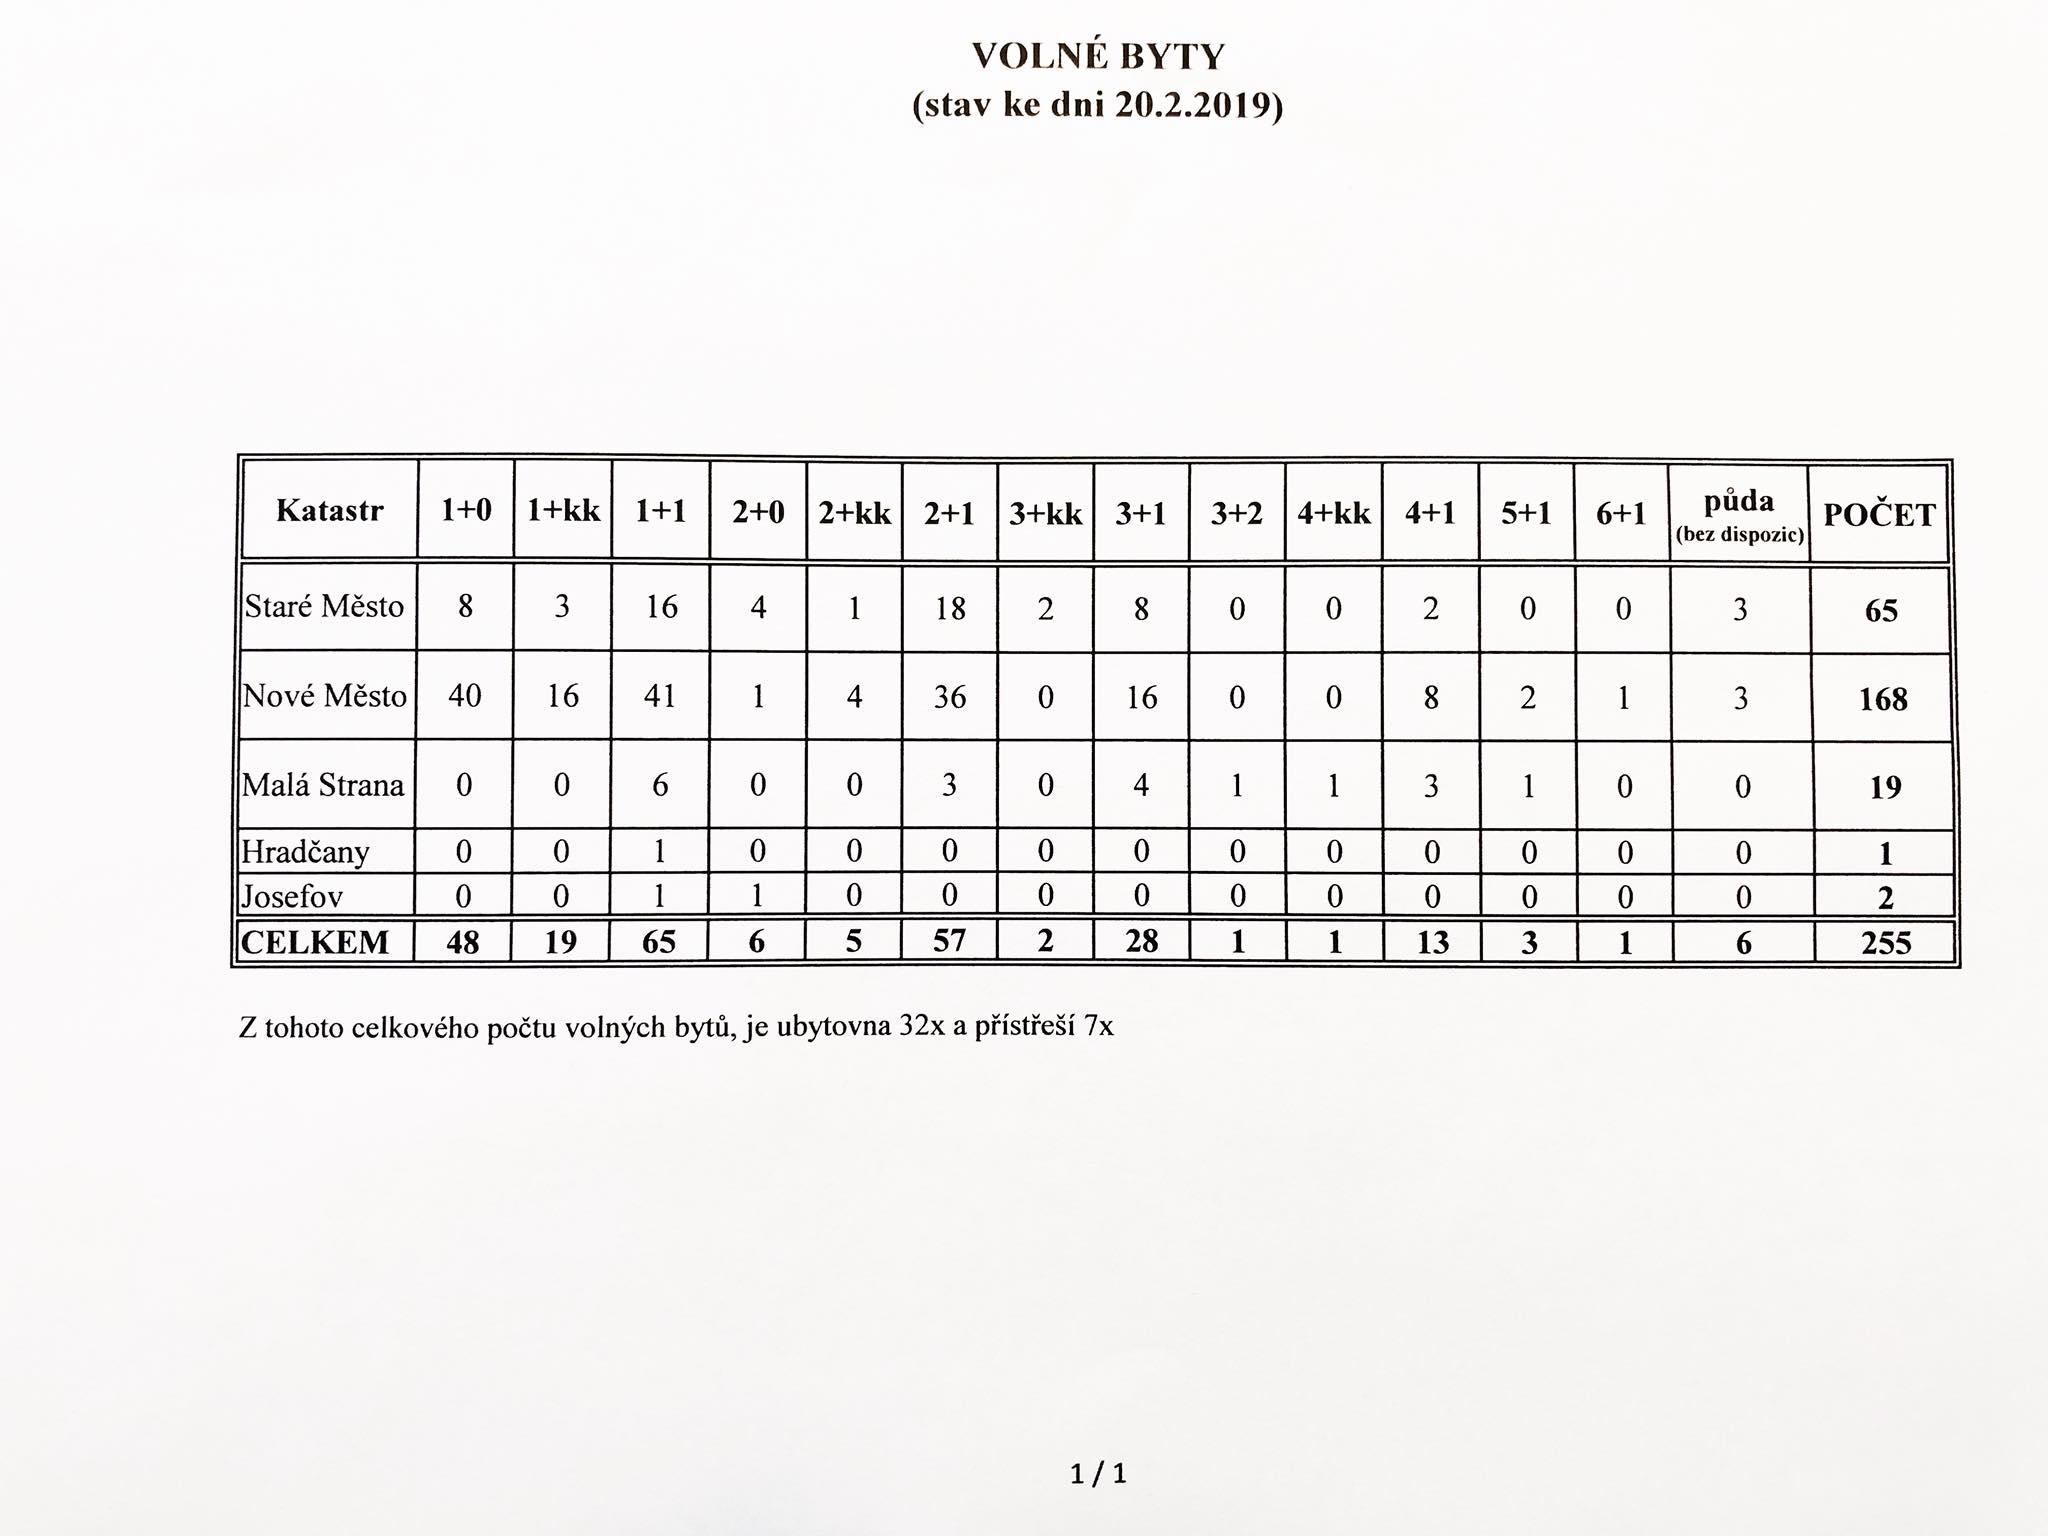 VOLNÉ BYTY
(stav ke dni 20.2.2019)
Katastr 1+0 1+kk 1+1 2+0 2+kk 2+1 3+kk 3+1 3+2 4+kk 4+1 5+1 6+1 půda (bez dispozic) POČET
Staré Město 8 3 16 4 1 18 2 8 0 0 2 0 0 3 65
Nové Město 40 16 41 1 4 36 0 16 0 0 8 2 1 3 168
Malá Strana 0 0 6 0 0 3 0 4 1 1 3 1 0 0 19
Hradčany 0 0 1 0 0 0 0 0 0 0 0 0 0 0 1
Josefov 0 0 1 1 0 0 0 0 0 0 0 0 0 0 2
CELKEM 48 19 65 6 5 57 2 28 1 1 13 3 1 6 255
Z tohoto celkového počtu volných bytů, je ubytovna 32x a přístřeší 7x
1 / 1